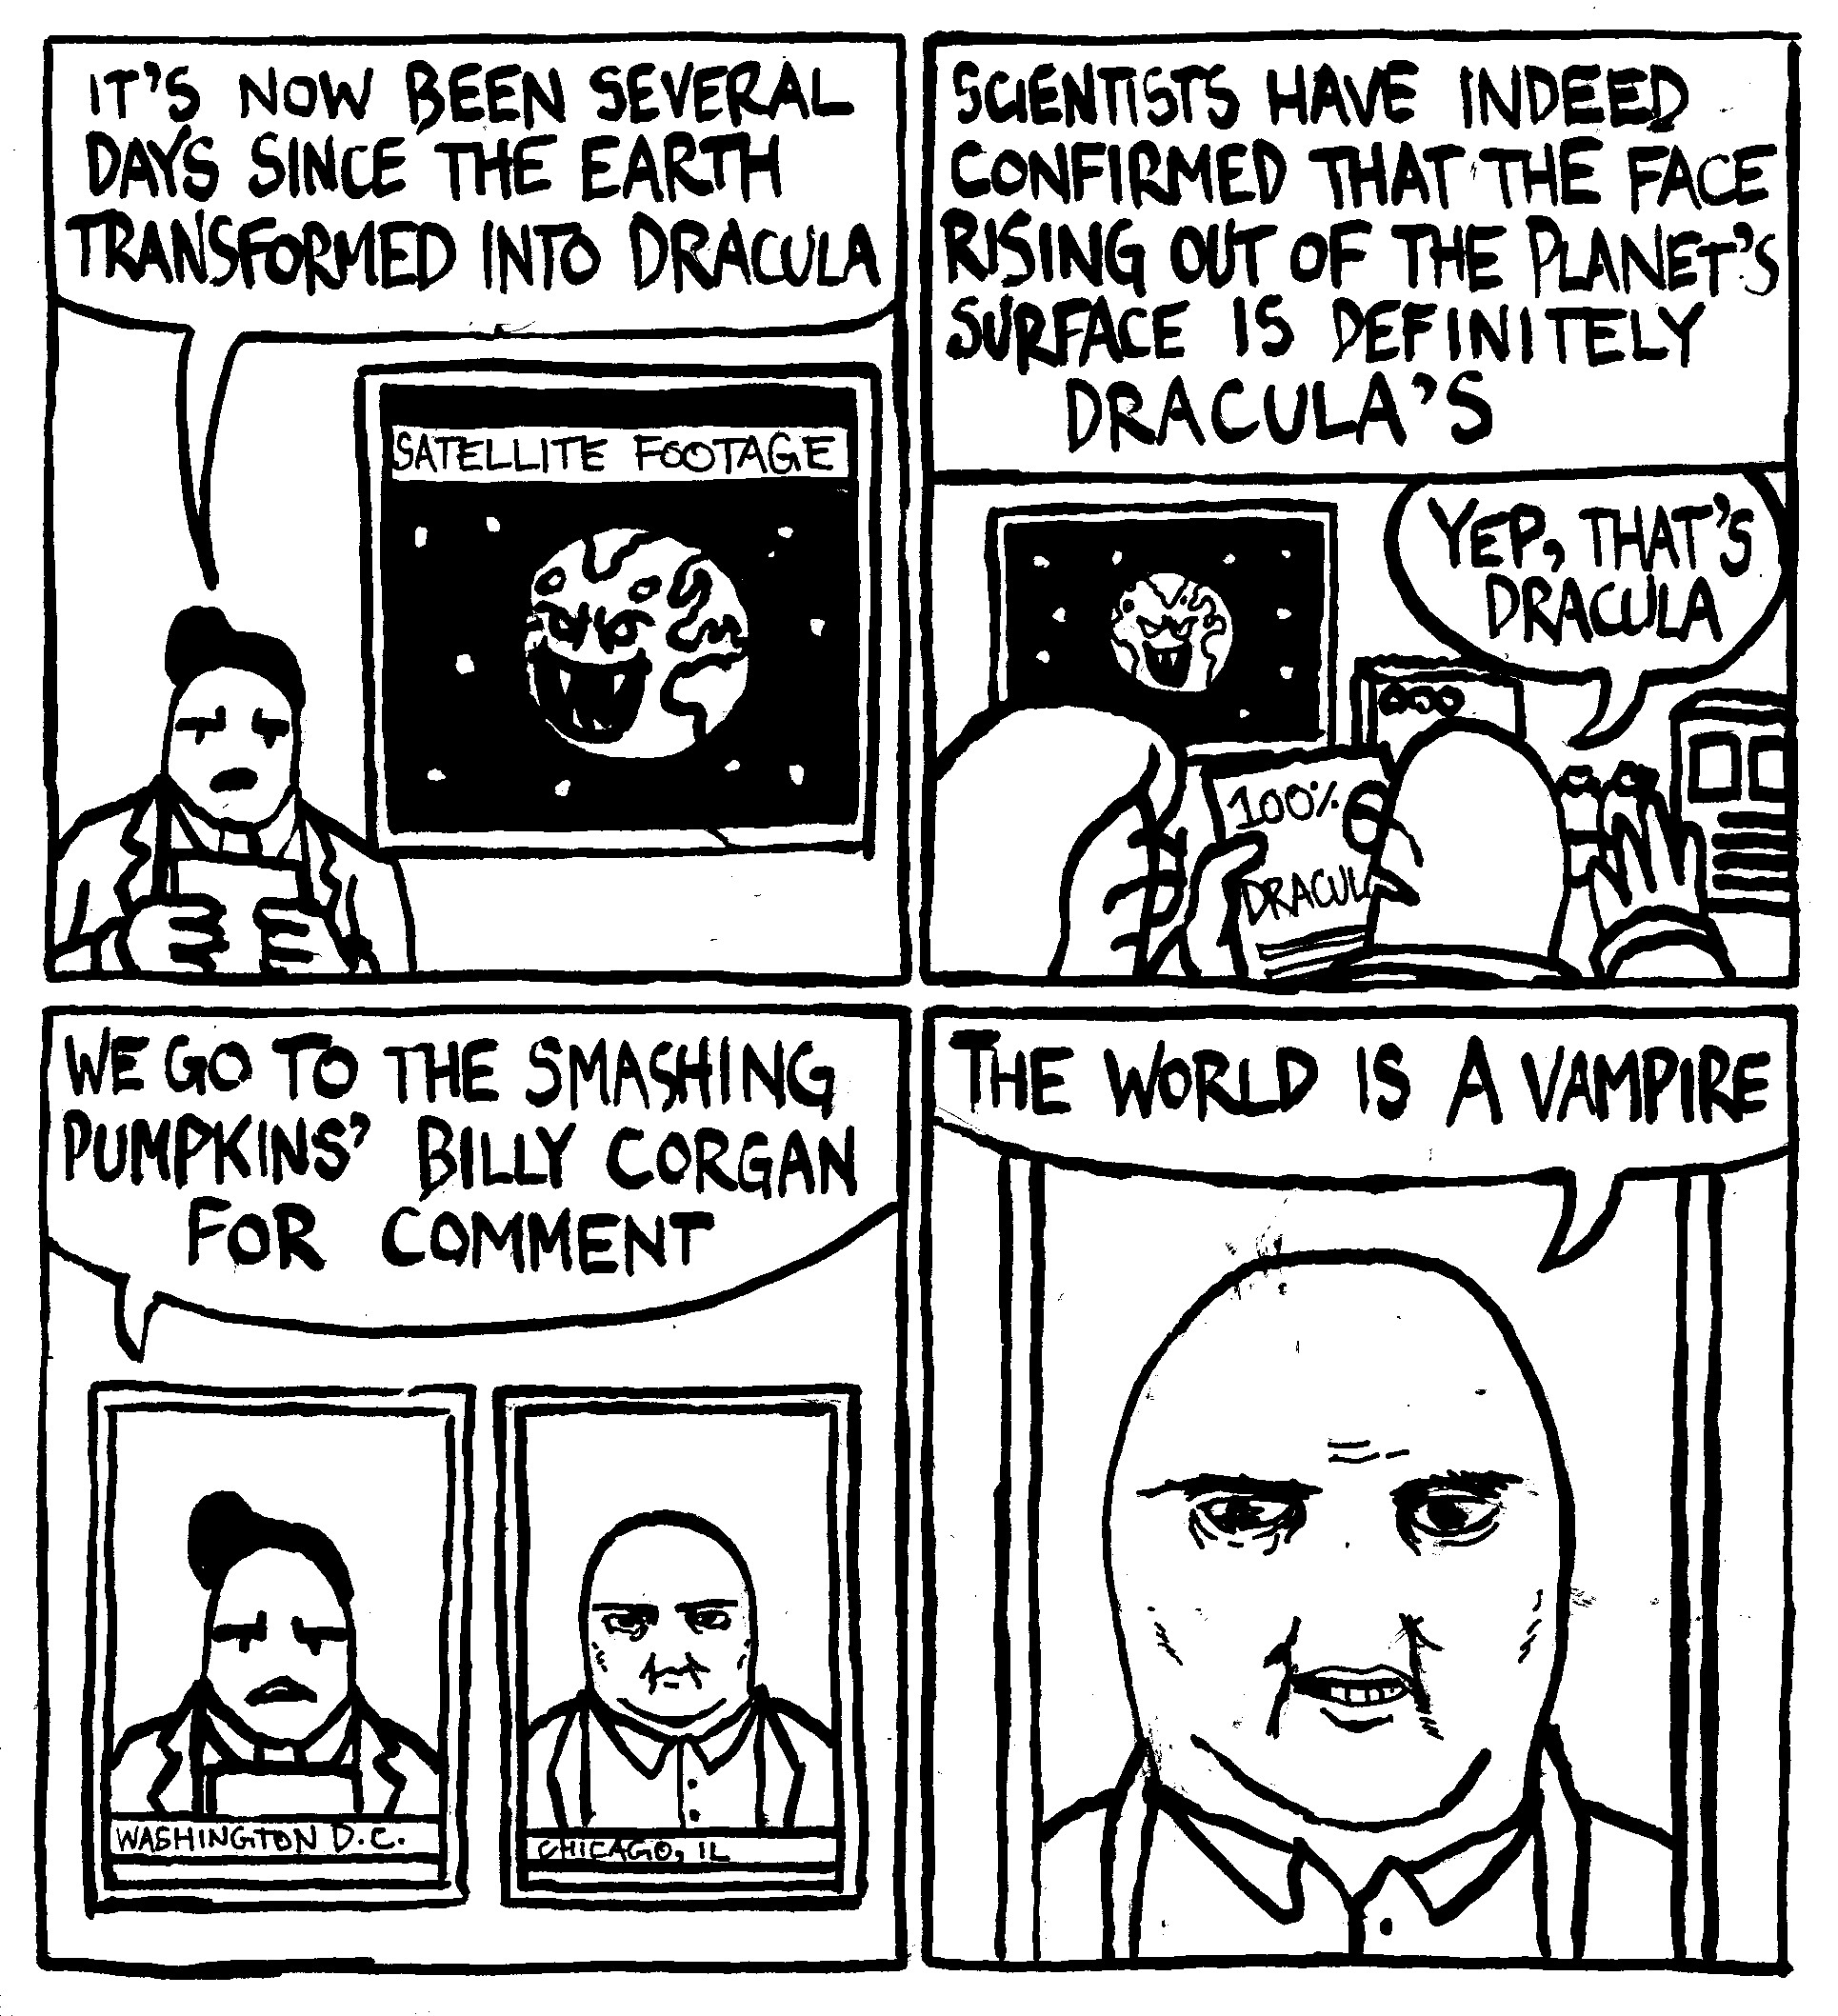 IT'S NOW BEEN SEVERAL
DAYS SINCE THE EARTH
TRANSFORMED INTO DRACULA
SATELLITE FOOTAGE
SCIENTISTS HAVE INDEED
CONFIRMED THAT THE FACE
RISING OUT OF THE PLANET'S
SURFACE IS DEFINITELY
DRACULA'S
YEP, THAT'S
DRACULA
100%
DRACUL
WE GO TO THE SMASHING
PUMPKINS' BILLY CORGAN
FOR COMMENT
WASHINGTON D.C.
CHICAGO, IL
THE WORLD IS A VAMPIRE